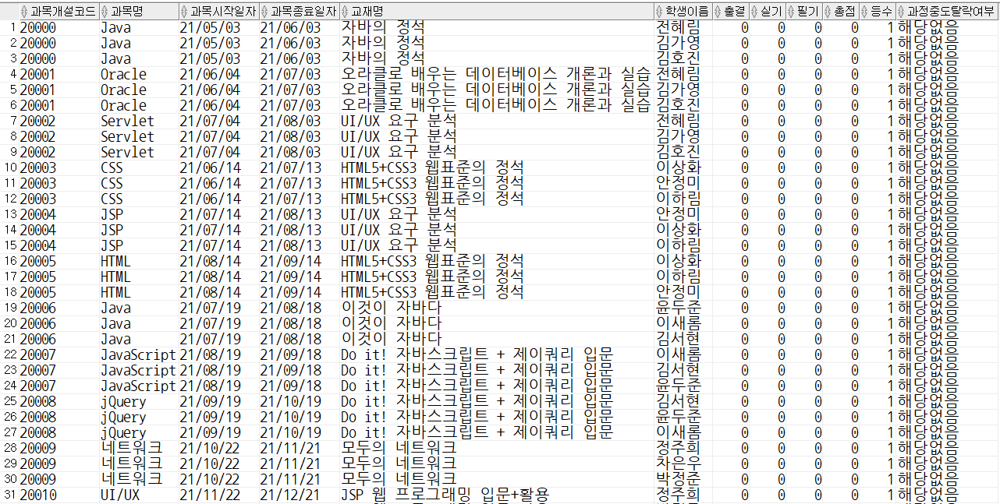 과목개설코드 과목명 과목시작일자 과목종료일자 교재명 학생이름 출결 실기 필기 총점 등수 과정중도탈락여부
1 20000 Java 21/05/03 21/06/03 자바의 정석 전혜림 0 0 0 0 1 해당없음
2 20000 Java 21/05/03 21/06/03 자바의 정석 김가영 0 0 0 0 1 해당없음
3 20000 Java 21/05/03 21/06/03 자바의 정석 김호진 0 0 0 0 1 해당없음
4 20001 Oracle 21/06/04 21/07/03 오라클로 배우는 데이터베이스 개론과 실습 전혜림 0 0 0 0 1 해당없음
5 20001 Oracle 21/06/04 21/07/03 오라클로 배우는 데이터베이스 개론과 실습 김가영 0 0 0 0 1 해당없음
6 20001 Oracle 21/06/04 21/07/03 오라클로 배우는 데이터베이스 개론과 실습 김호진 0 0 0 0 1 해당없음
7 20002 Servlet 21/07/04 21/08/03 UI/UX 요구 분석 전혜림 0 0 0 0 1 해당없음
8 20002 Servlet 21/07/04 21/08/03 UI/UX 요구 분석 김가영 0 0 0 0 1 해당없음
9 20002 Servlet 21/07/04 21/08/03 UI/UX 요구 분석 김호진 0 0 0 0 1 해당없음
10 20003 CSS 21/06/14 21/07/13 HTML5+CSS3 웹표준의 정석 이상화 0 0 0 0 1 해당없음
11 20003 CSS 21/06/14 21/07/13 HTML5+CSS3 웹표준의 정석 안정미 0 0 0 0 1 해당없음
12 20003 CSS 21/06/14 21/07/13 HTML5+CSS3 웹표준의 정석 이하림 0 0 0 0 1 해당없음
13 20004 JSP 21/07/14 21/08/13 UI/UX 요구 분석 안정미 0 0 0 0 1 해당없음
14 20004 JSP 21/07/14 21/08/13 UI/UX 요구 분석 이상화 0 0 0 0 1 해당없음
15 20004 JSP 21/07/14 21/08/13 UI/UX 요구 분석 이하림 0 0 0 0 1 해당없음
16 20005 HTML 21/08/14 21/09/14 HTML5+CSS3 웹표준의 정석 이상화 0 0 0 0 1 해당없음
17 20005 HTML 21/08/14 21/09/14 HTML5+CSS3 웹표준의 정석 이하림 0 0 0 0 1 해당없음
18 20005 HTML 21/08/14 21/09/14 HTML5+CSS3 웹표준의 정석 안정미 0 0 0 0 1 해당없음
19 20006 Java 21/07/19 21/08/18 이것이 자바다 윤두준 0 0 0 0 1 해당없음
20 20006 Java 21/07/19 21/08/18 이것이 자바다 이새롬 0 0 0 0 1 해당없음
21 20006 Java 21/07/19 21/08/18 이것이 자바다 김서현 0 0 0 0 1 해당없음
22 20007 JavaScript 21/08/19 21/09/18 Do it! 자바스크립트 + 제이쿼리 입문 이새롬 0 0 0 0 1 해당없음
23 20007 JavaScript 21/08/19 21/09/18 Do it! 자바스크립트 + 제이쿼리 입문 김서현 0 0 0 0 1 해당없음
24 20007 JavaScript 21/08/19 21/09/18 Do it! 자바스크립트 + 제이쿼리 입문 윤두준 0 0 0 0 1 해당없음
25 20008 jQuery 21/09/19 21/10/19 Do it! 자바스크립트 + 제이쿼리 입문 김서현 0 0 0 0 1 해당없음
26 20008 jQuery 21/09/19 21/10/19 Do it! 자바스크립트 + 제이쿼리 입문 윤두준 0 0 0 0 1 해당없음
27 20008 jQuery 21/09/19 21/10/19 Do it! 자바스크립트 + 제이쿼리 입문 이새롬 0 0 0 0 1 해당없음
28 20009 네트워크 21/10/22 21/11/21 모두의 네트워크 정주희 0 0 0 0 1 해당없음
29 20009 네트워크 21/10/22 21/11/21 모두의 네트워크 차은우 0 0 0 0 1 해당없음
30 20009 네트워크 21/10/22 21/11/21 모두의 네트워크 박정준 0 0 0 0 1 해당없음
31 20010 UI/UX 21/11/22 21/12/21 JSP 웹 프로그래밍 입문+활용 정주희 0 0 0 0 1 해당없음